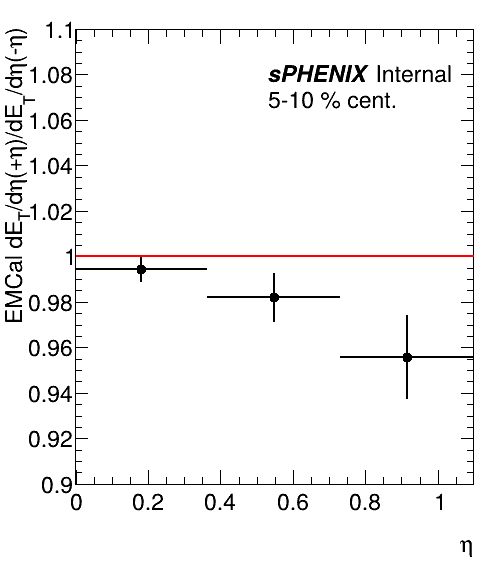 EMCal dE_T/dη(+η)/dE_T/dη(-η)
1.1
1.08
1.06
1.04
1.02
1
0.98
0.96
0.94
0.92
0.9
sPHENIX Internal
5-10 % cent.
0 0.2 0.4 0.6 0.8 1
η